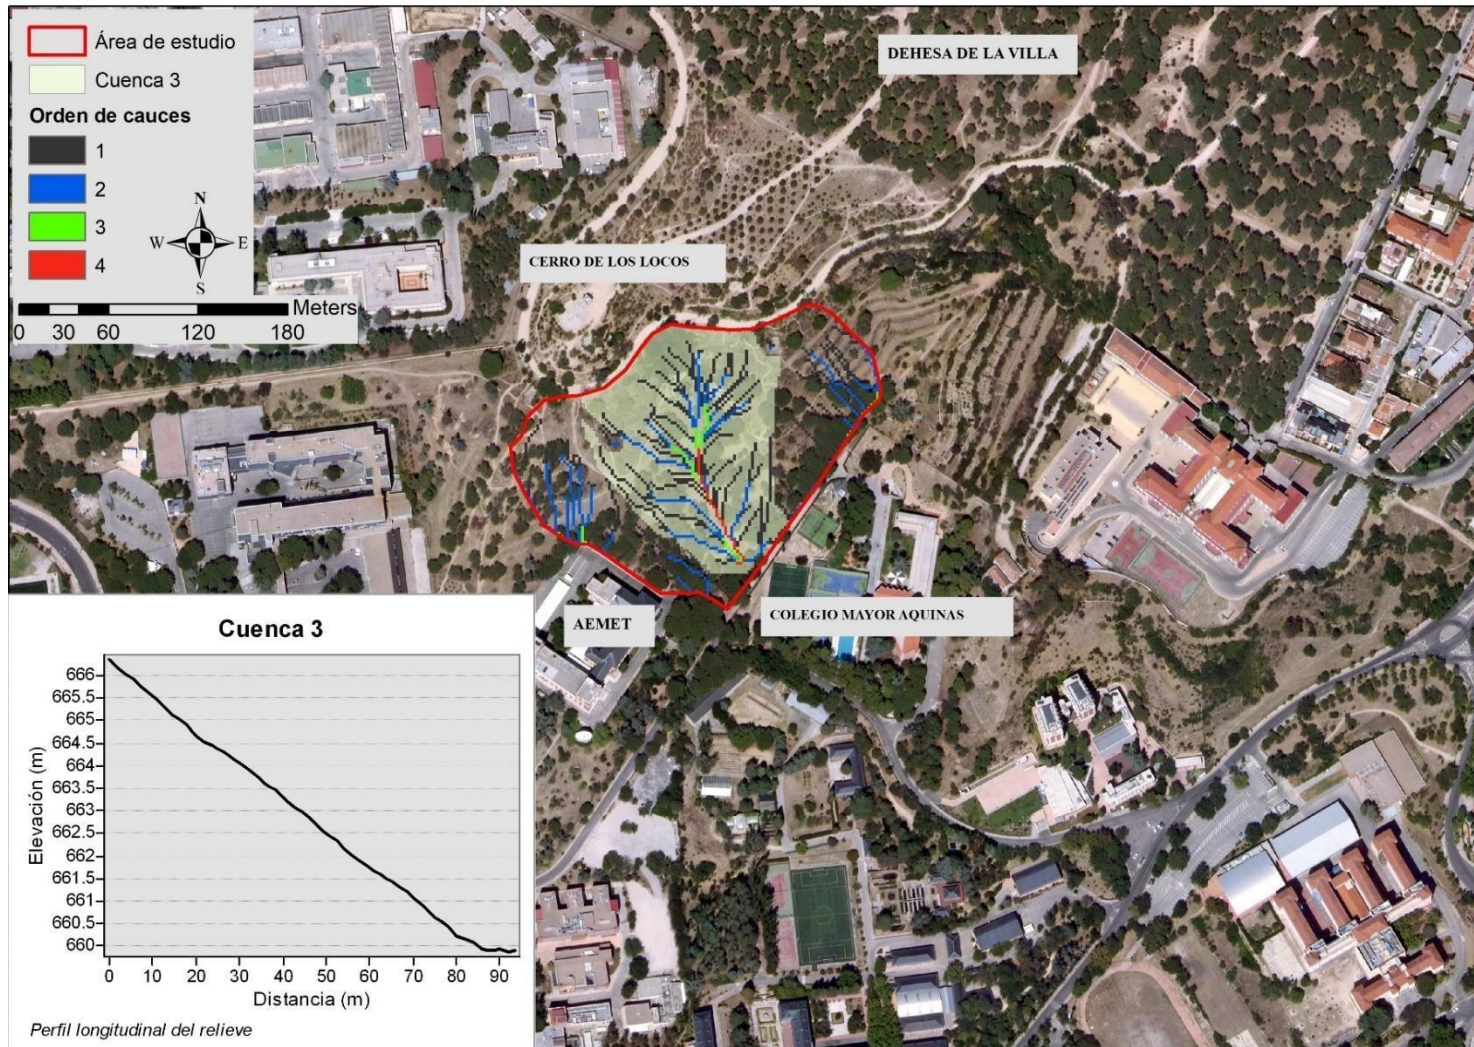 Área de estudio
Cuenca 3
Orden de cauces
1
2
3
4
N
W E
S
Meters
0 30 60 120 180
DEHESA DE LA VILLA
CERRO DE LOS LOCOS
AEMET
COLEGIO MAYOR AQUINAS
Cuenca 3
Elevación (m)
666
665.5
665
664.5
664
663.5
663
662.5
662
661.5
661
660.5
660
0 10 20 30 40 50 60 70 80 90
Distancia (m)
Perfil longitudinal del relieve